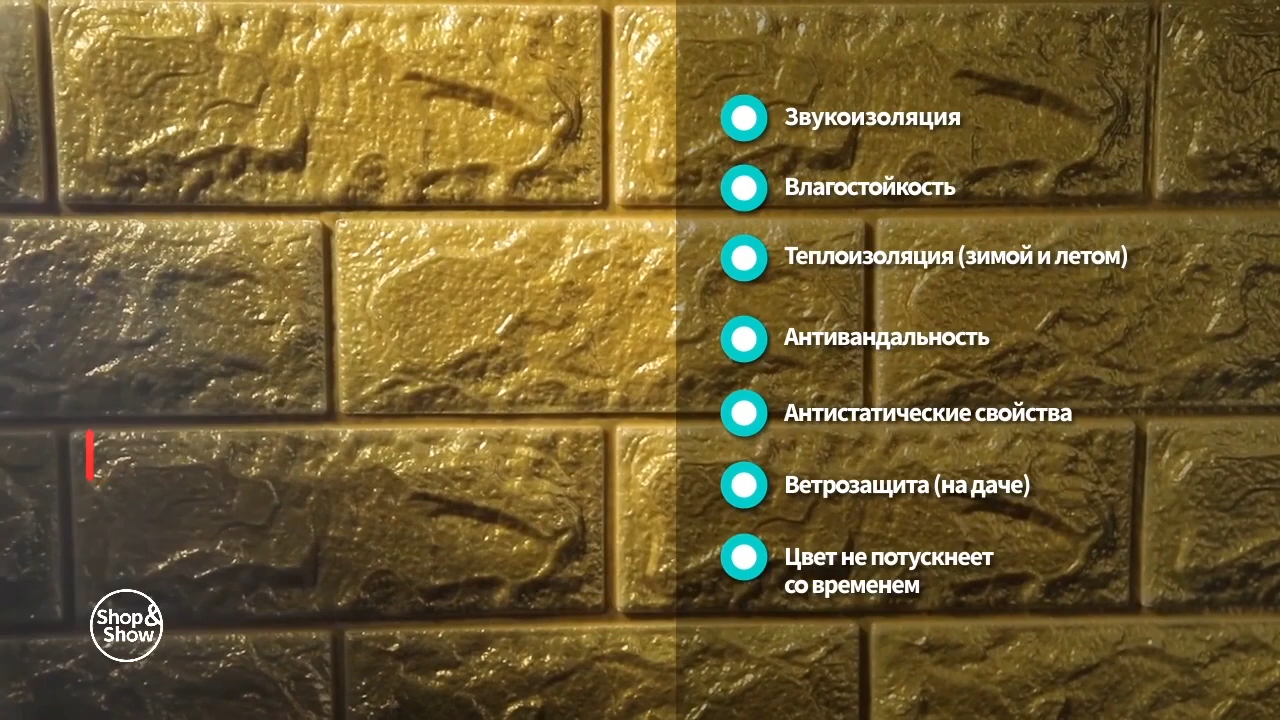 Звукоизоляция
Влагостойкость
Теплоизоляция (зимой и летом)
Антивандальность
Антистатические свойства
Ветрозащита (на даче)
Цвет не потускнеет
со временем
Shop&
Show